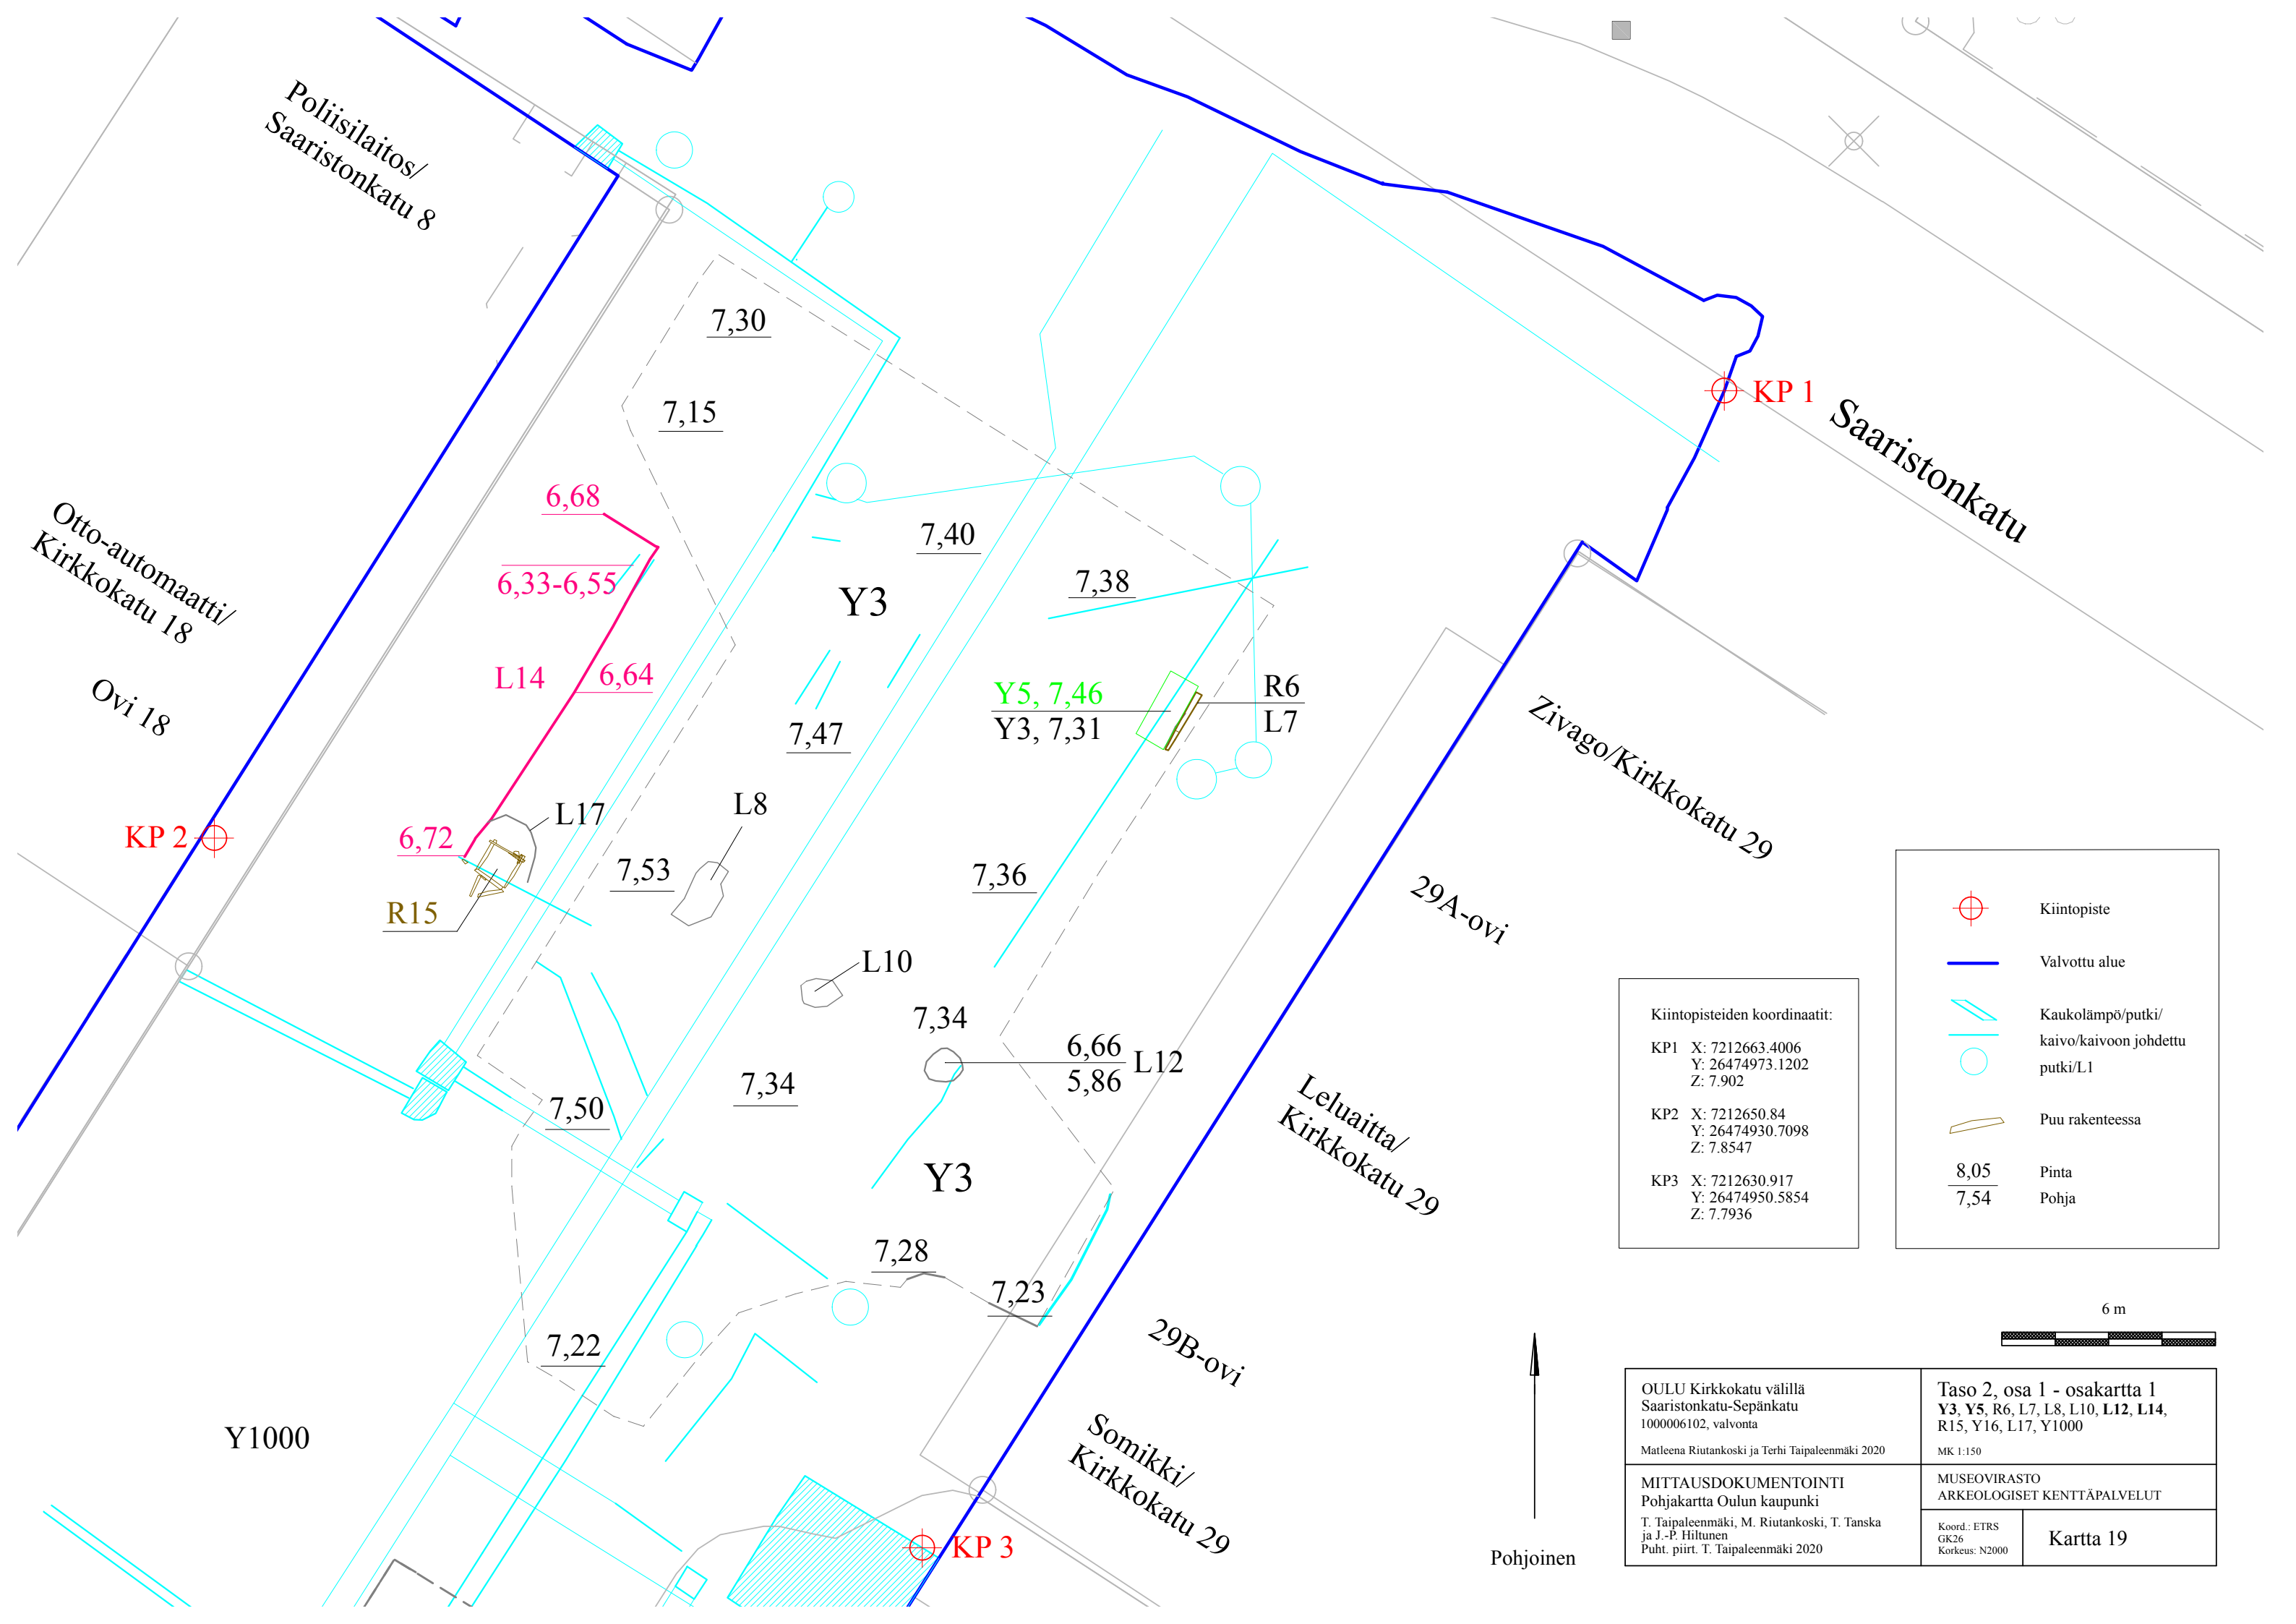 Poliisilaitos/
Saaristonkatu 8
7,30
7,15
KP 1
Saaristonkatu
Otto-automaatti/
Kirkkokatu 18
Ovi 18
6,68
6,33-6,55
L14
6,64
7,40
Y3
7,38
Y5, 7,46
Y3, 7,31
R6
L7
7,47
Zivago/Kirkkokatu 29
KP 2
6,72
L17
L8
7,53
R15
7,36
29A-ovi
L10
7,34
6,66
5,86
L12
7,34
7,50
Leluaitta/
Kirkkokatu 29
Y3
7,28
7,23
7,22
29B-ovi
Y1000
Somikki/
Kirkkokatu 29
KP 3
Kiintopiste
Valvottu alue
Kaukolämpö/putki/
kaivo/kaivoon johdettu
putki/L1
Puu rakenteessa
8,05
Pinta
7,54
Pohja
Kiintopisteiden koordinaatit:
KP1 X: 7212663.4006
Y: 26474973.1202
Z: 7.902
KP2 X: 7212650.84
Y: 26474930.7098
Z: 7.8547
KP3 X: 7212630.917
Y: 26474950.5854
Z: 7.7936
6 m
Pohjoinen
OULU Kirkkokatu välillä
Saaristonkatu-Sepänkatu
1000006102, valvonta
Matleena Riutankoski ja Terhi Taipaleenmäki 2020
Taso 2, osa 1 - osakartta 1
Y3, Y5, R6, L7, L8, L10, L12, L14,
R15, Y16, L17, Y1000
MK 1:150
MITTAUSDOKUMENTOINTI
Pohjakartta Oulun kaupunki
T. Taipaleenmäki, M. Riutankoski, T. Tanska
ja J.-P. Hiltunen
Puht. piirt. T. Taipaleenmäki 2020
MUSEOVIRASTO
ARKEOLOGISET KENTTÄPALVELUT
Koord.: ETRS
GK26
Korkeus: N2000
Kartta 19